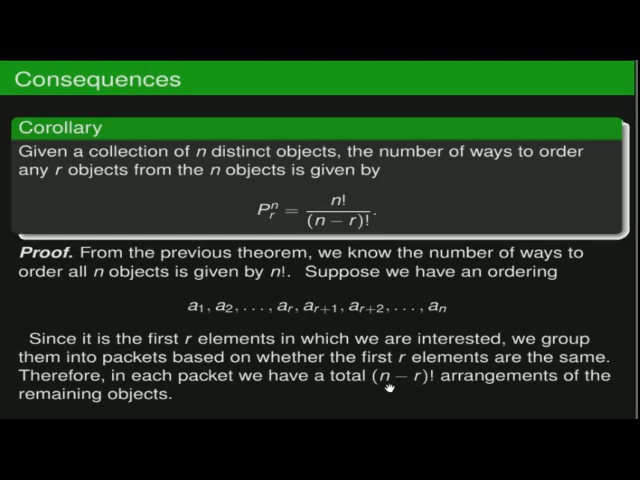 Consequences
Corollary
Given a collection of n distinct objects, the number of ways to order
any r objects from the n objects is given by
P^n_r = n! / (n − r)!.
Proof. From the previous theorem, we know the number of ways to
order all n objects is given by n!. Suppose we have an ordering
a₁, a₂, . . . , aᵣ, aᵣ₊₁, aᵣ₊₂, . . . , aₙ
Since it is the first r elements in which we are interested, we group
them into packets based on whether the first r elements are the same.
Therefore, in each packet we have a total (n − r)! arrangements of the
remaining objects.